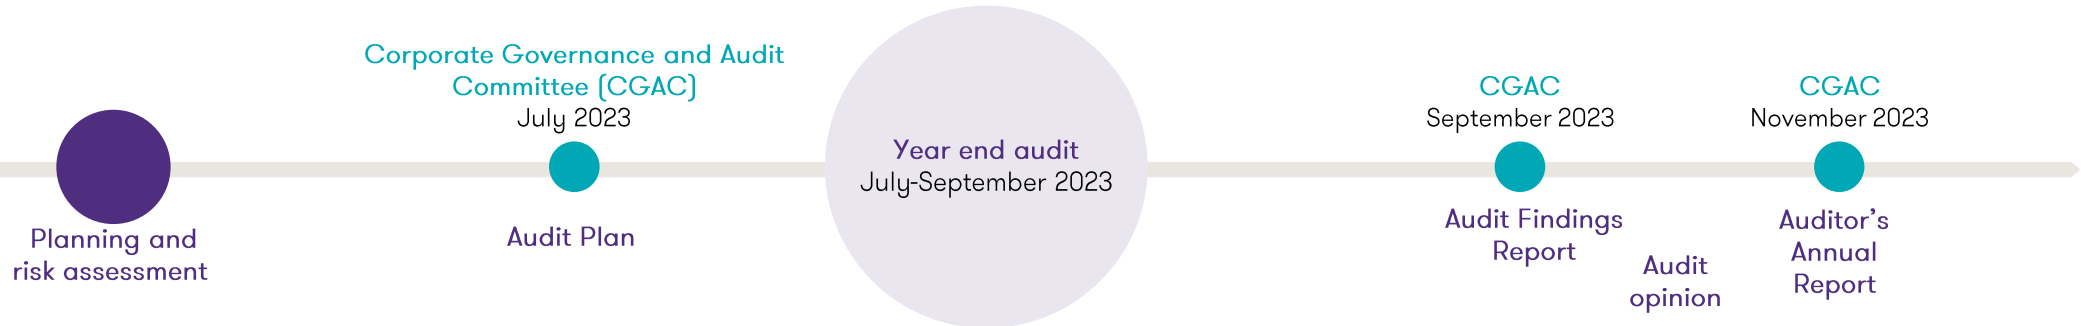 Planning and
risk assessment
Corporate Governance and Audit
Committee (CGAC)
July 2023
Audit Plan
Year end audit
July-September 2023
CGAC
September 2023
Audit Findings
Report
Audit
opinion
CGAC
November 2023
Auditor’s
Annual
Report